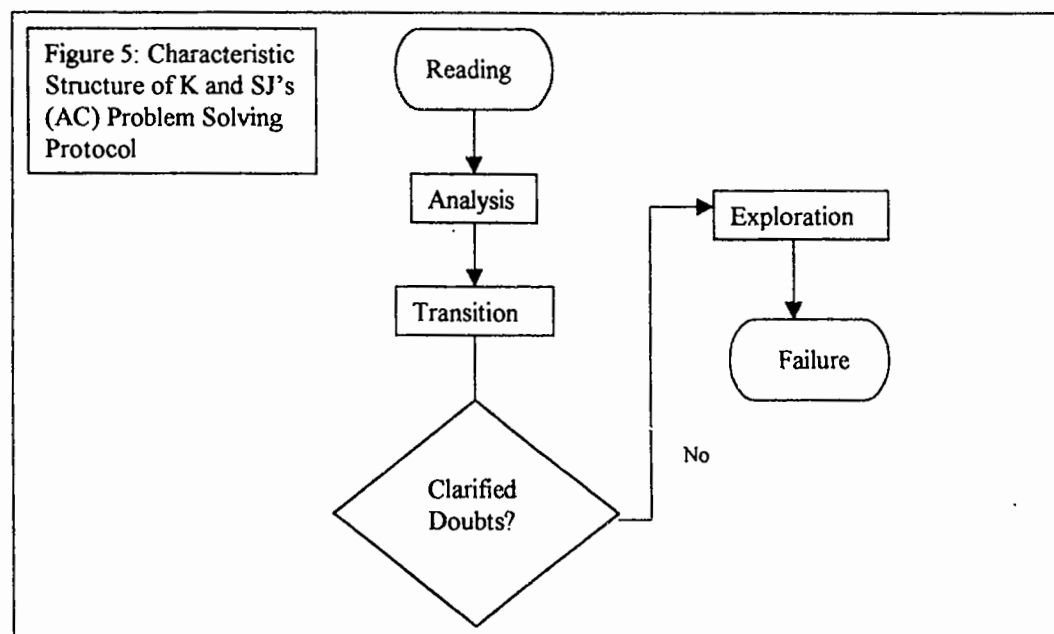 Figure 5: Characteristic
Structure of K and SJ's
(AC) Problem Solving
Protocol
Reading
Analysis
Transition
Clarified
Doubts?
No
Exploration
Failure